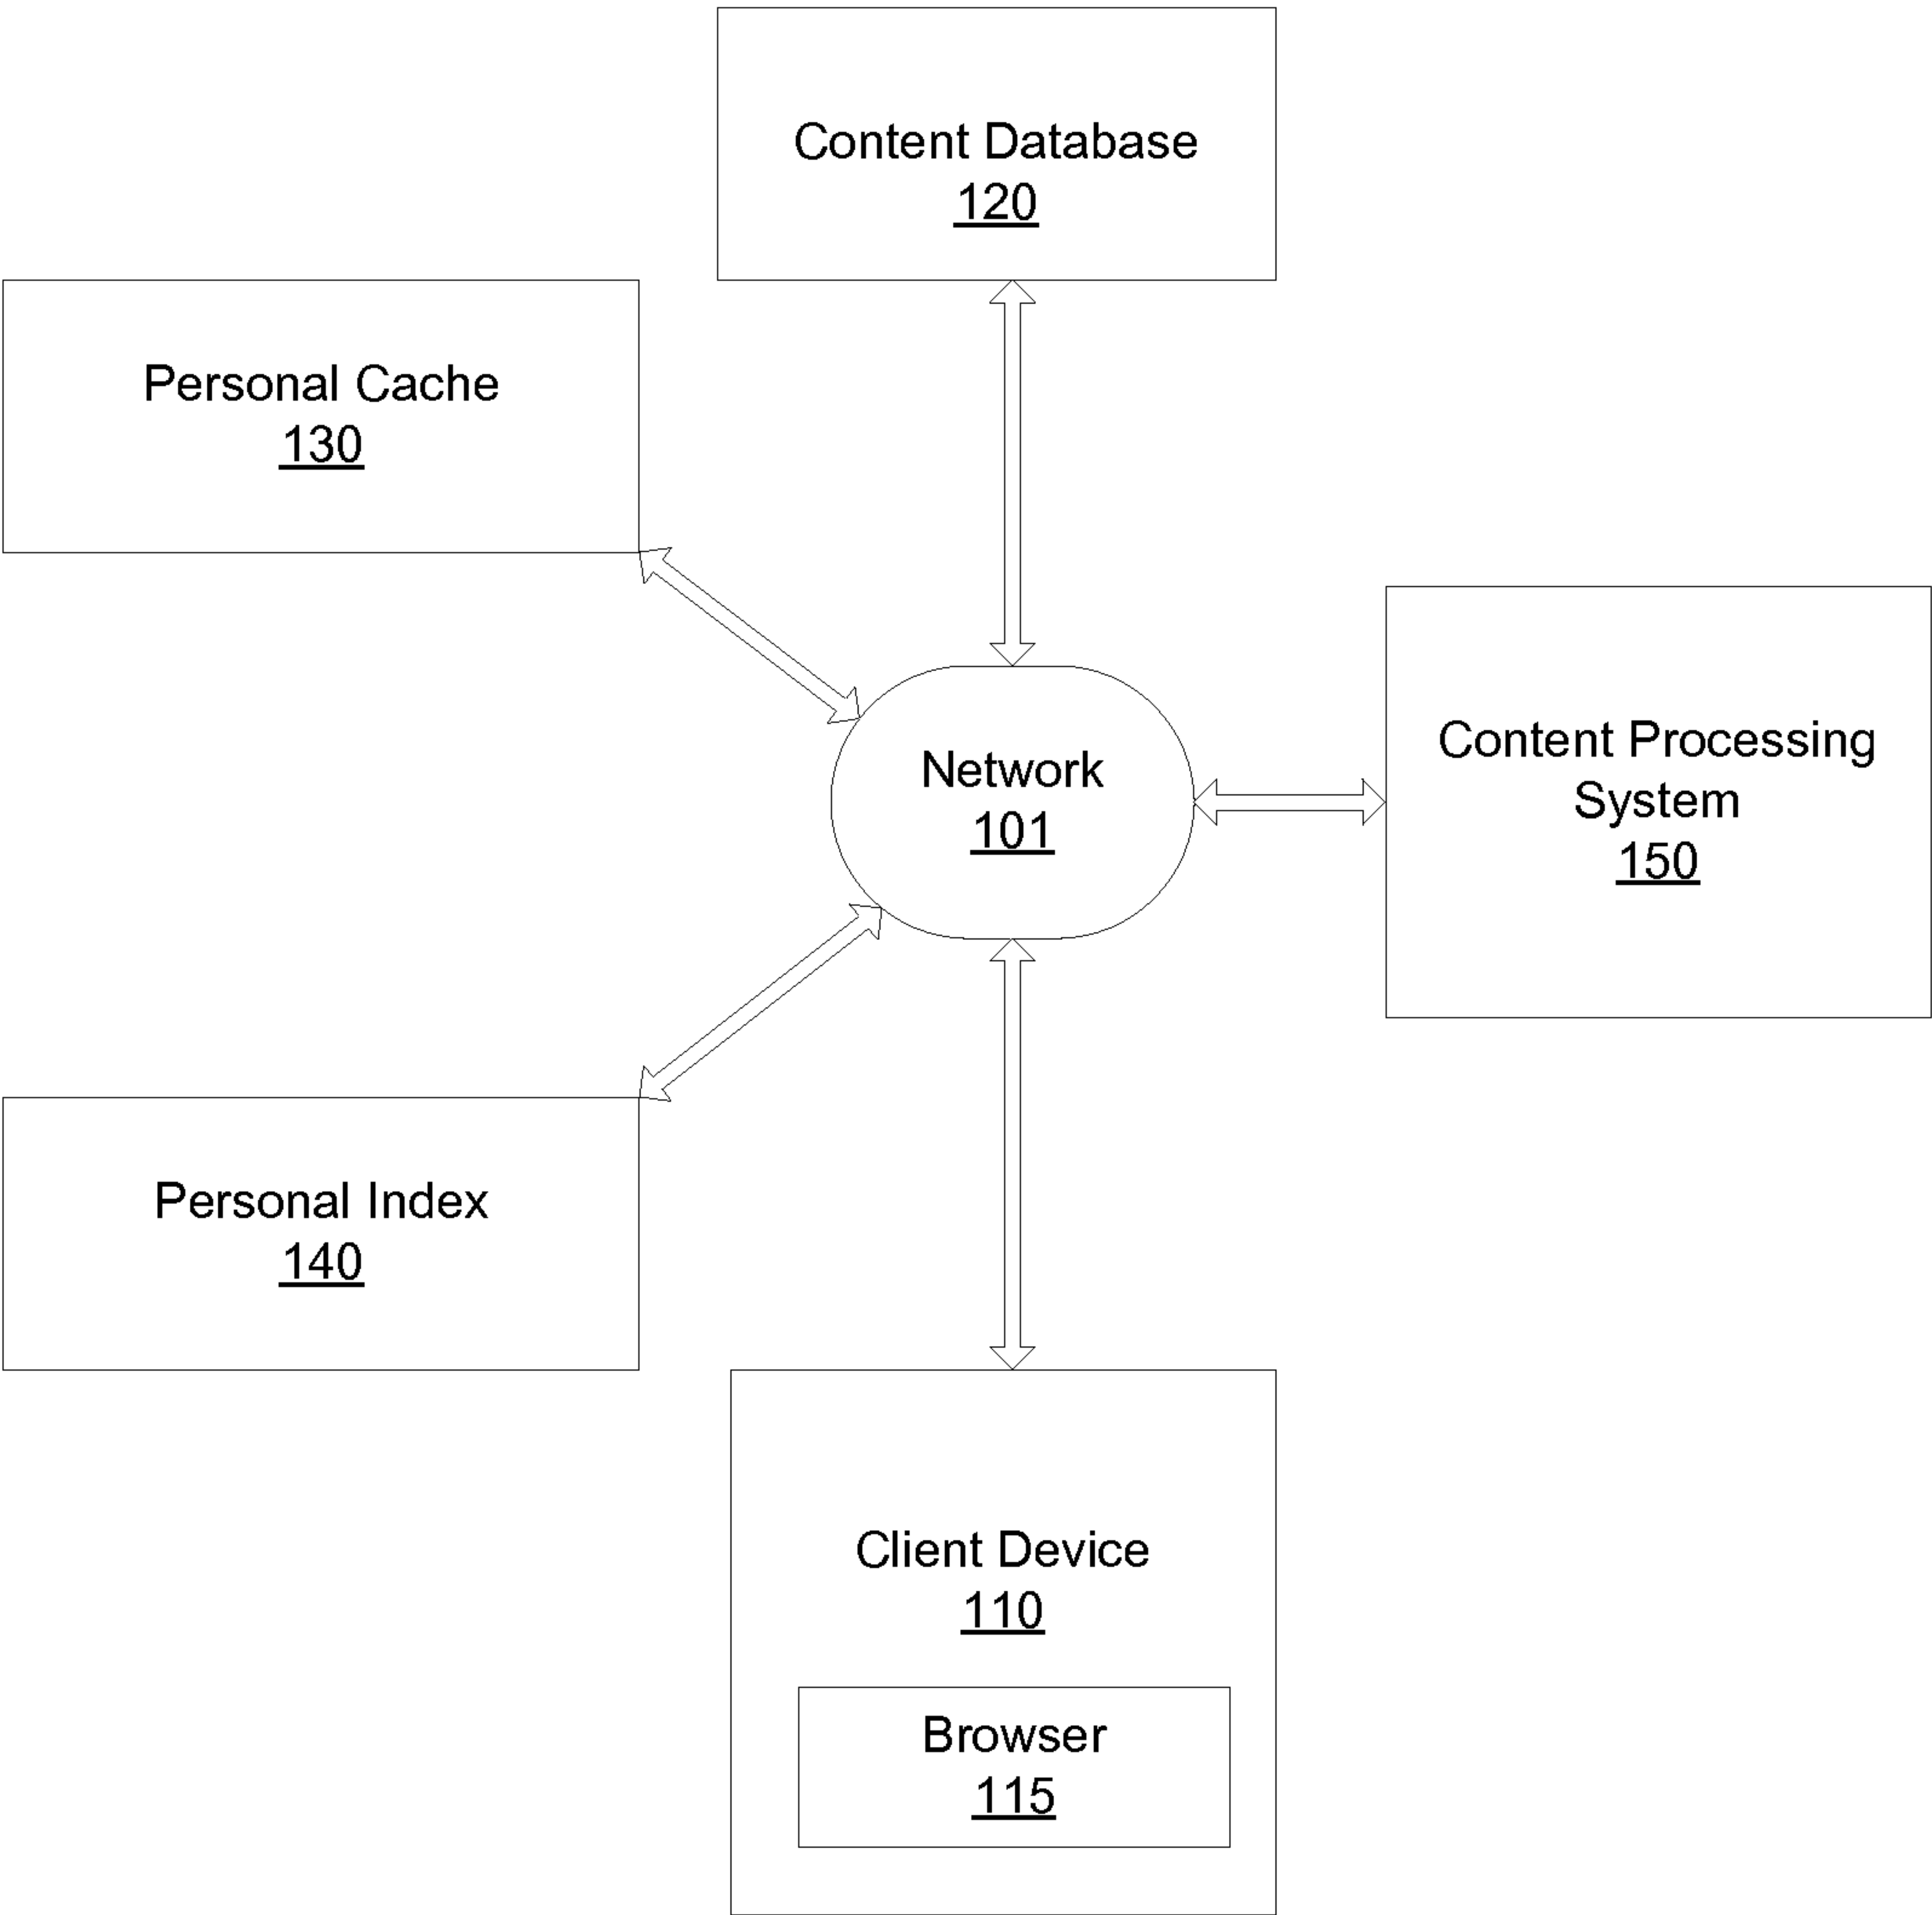 Content Database
120
Personal Cache
130
Network
101
Content Processing
System
150
Personal Index
140
Client Device
110
Browser
115